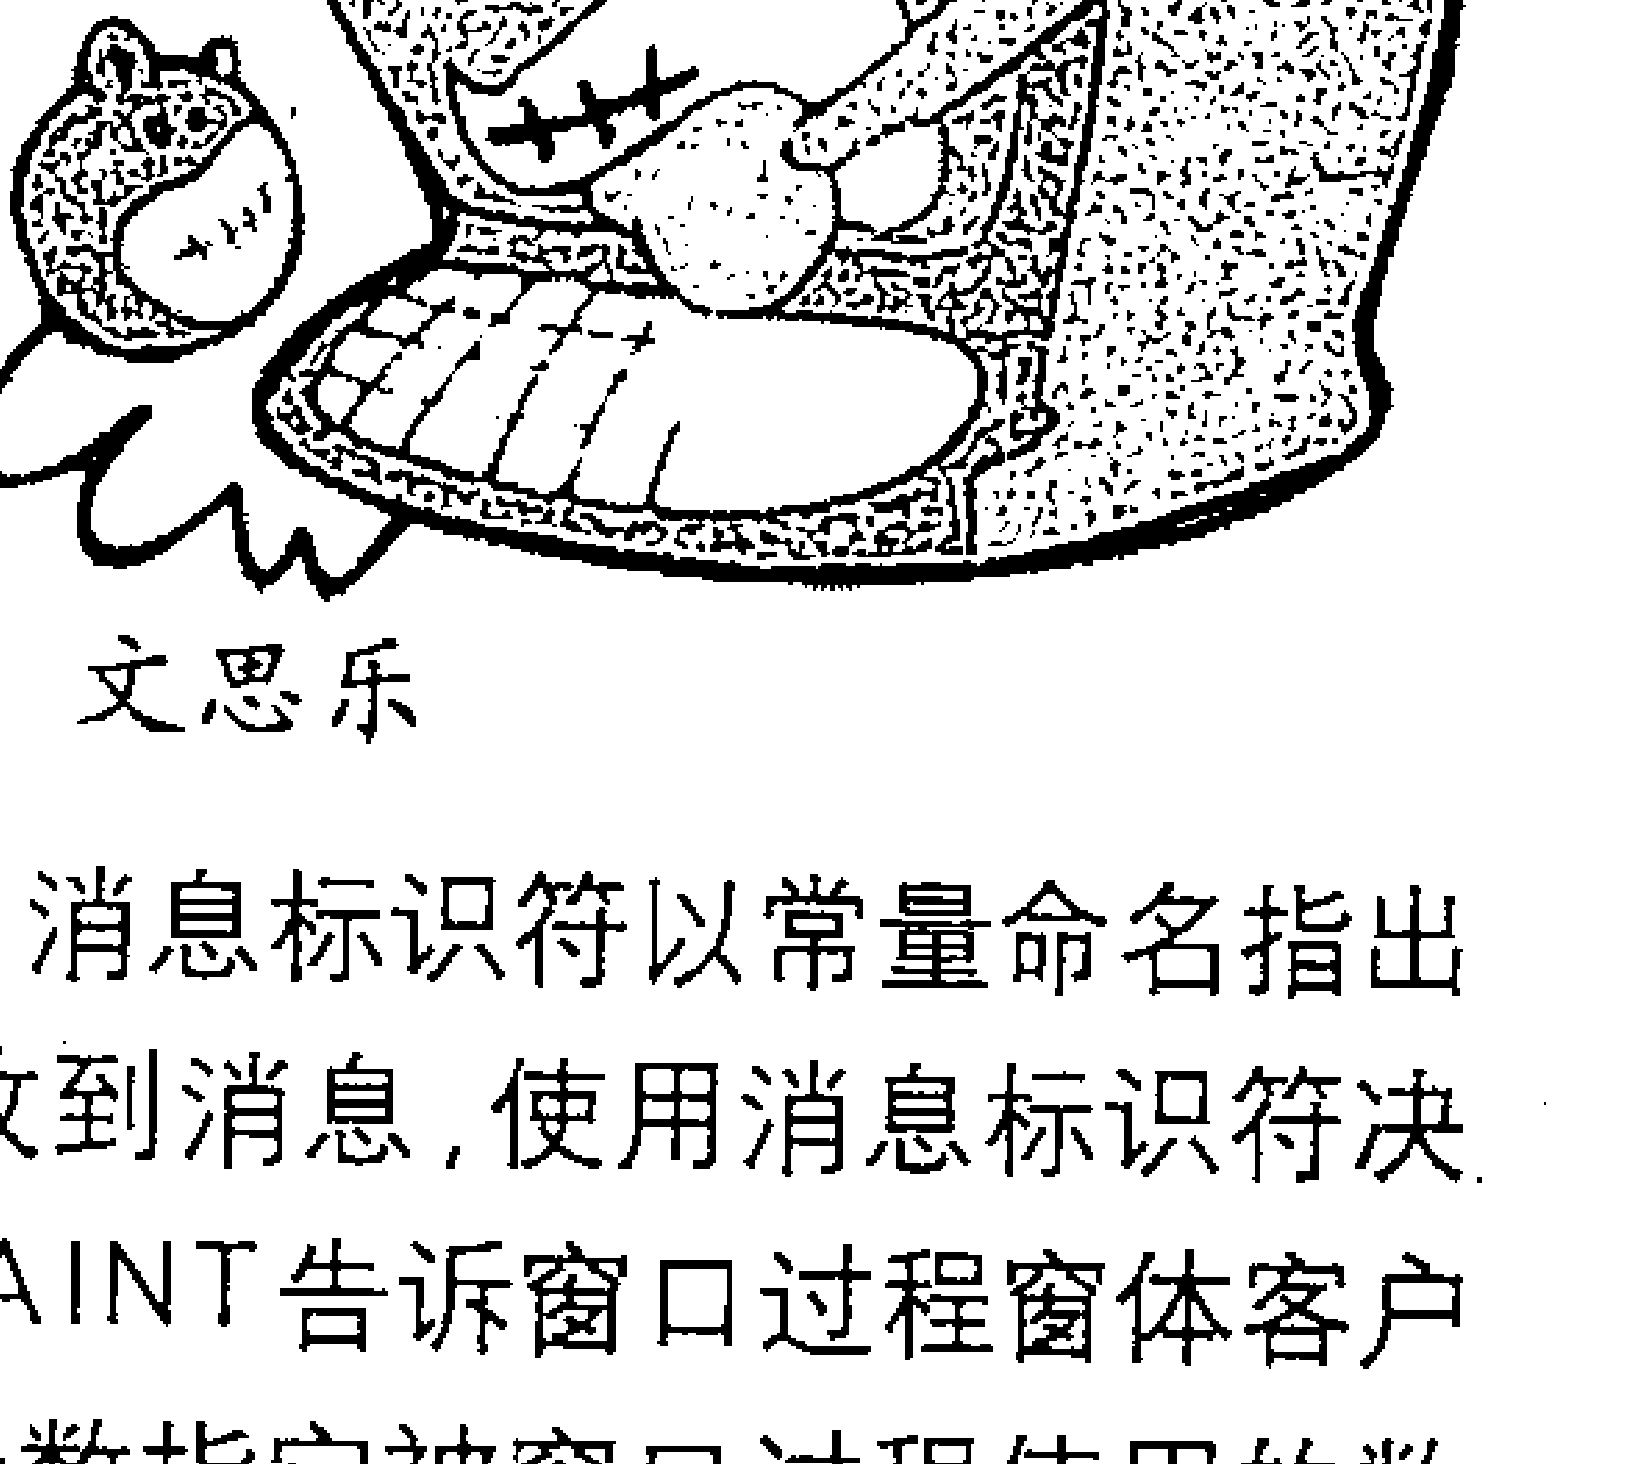 文思乐
消息标识符以常量命名指出
到消息,使用消息标识符决
AINT告诉窗口过程窗体客户